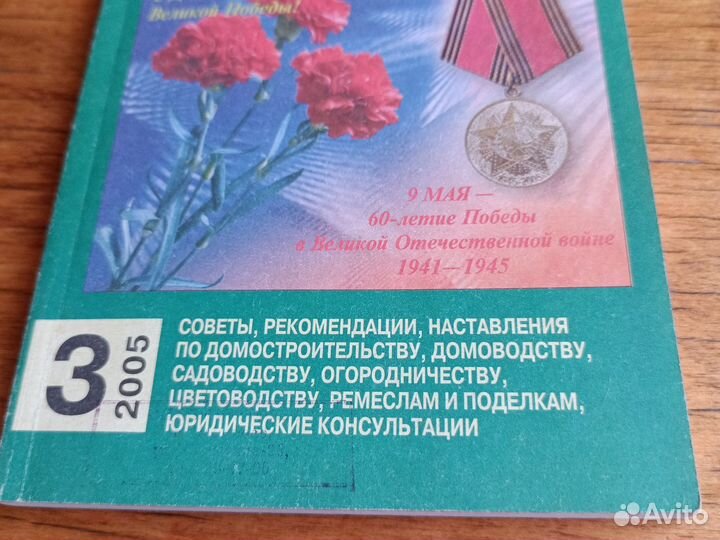 Великой Победы!
9 МАЯ —
60-летие Победы
в Великой Отечественной войне
1941—1945
3
2005
СОВЕТЫ, РЕКОМЕНДАЦИИ, НАСТАВЛЕНИЯ
ПО ДОМОСТРОИТЕЛЬСТВУ, ДОМОВОДСТВУ,
САДОВОДСТВУ, ОГОРОДНИЧЕСТВУ,
ЦВЕТОВОДСТВУ, РЕМЕСЛАМ И ПОДЕЛКАМ,
ЮРИДИЧЕСКИЕ КОНСУЛЬТАЦИИ
Avito